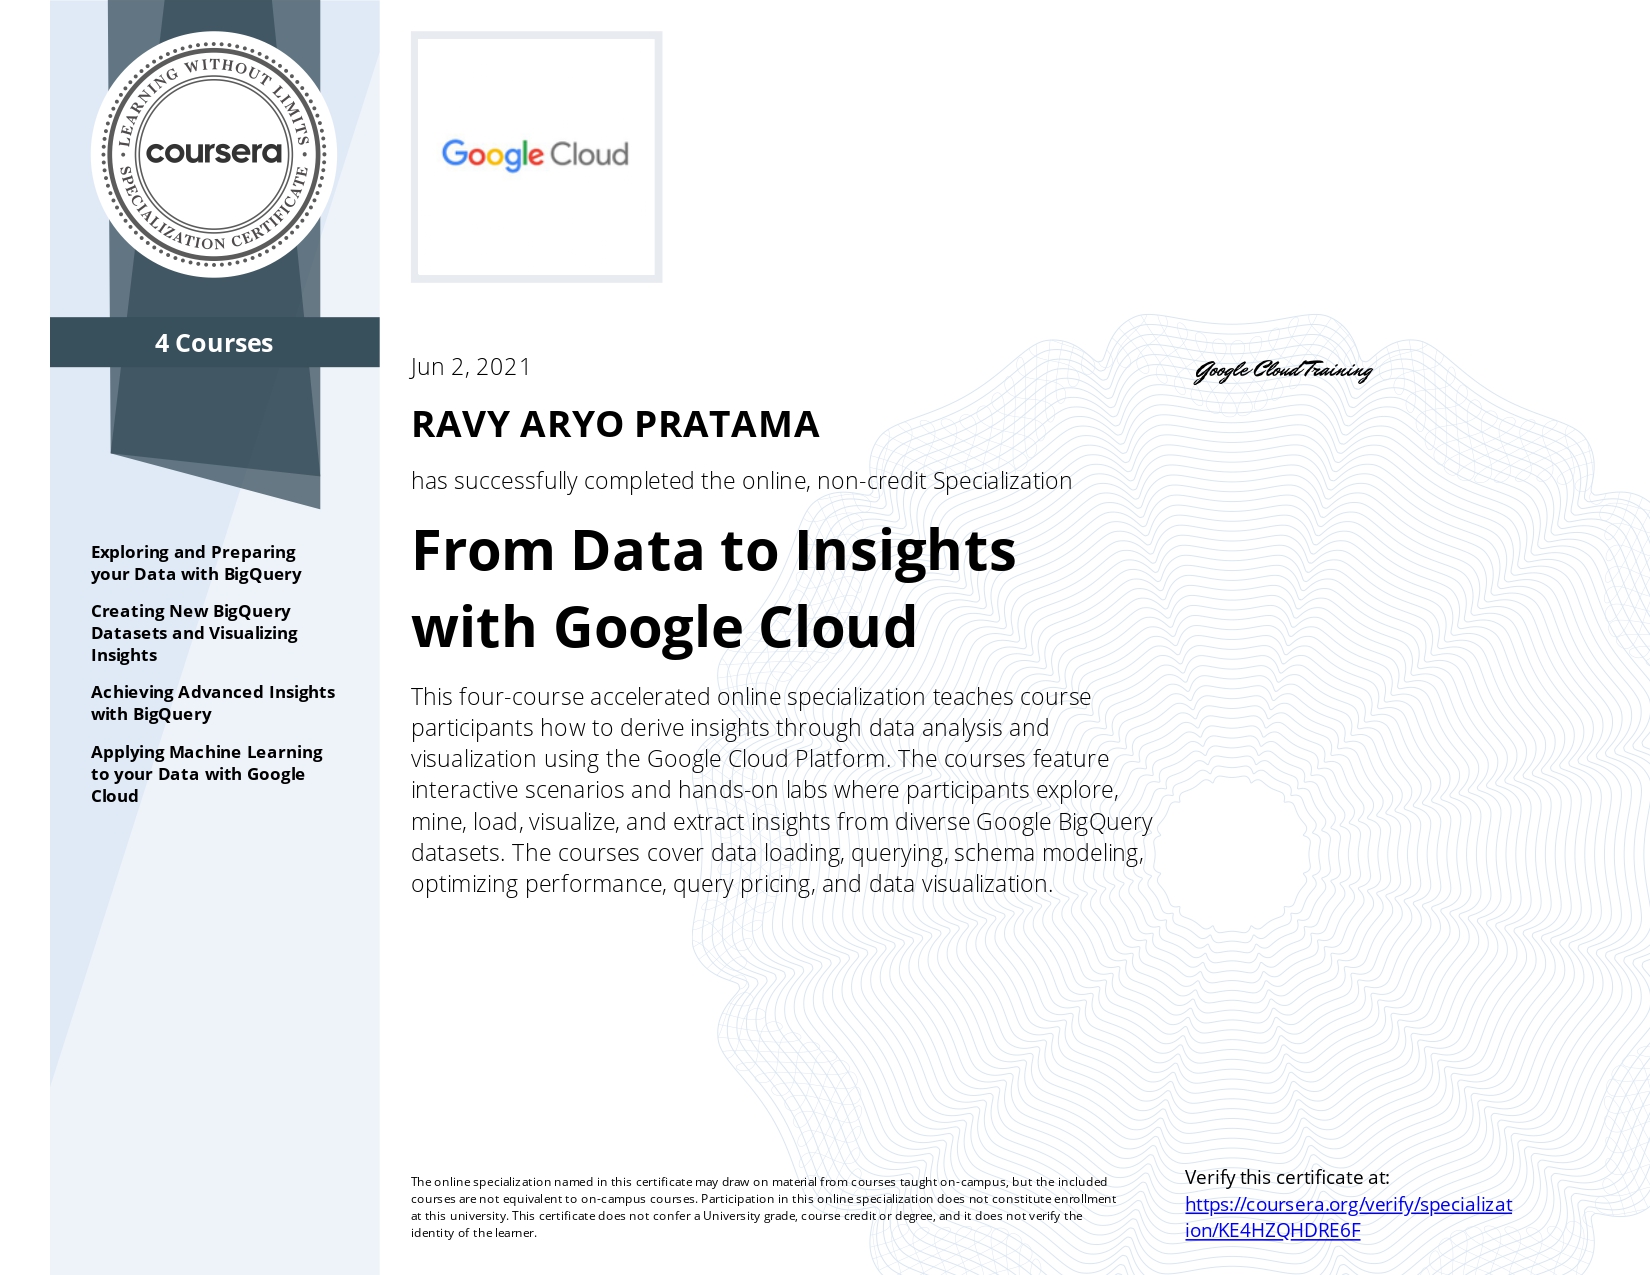 LEARNING WITHOUT LIMITS
coursera
SPECIALIZATION CERTIFICATE
4 Courses
Exploring and Preparing
your Data with BigQuery
Creating New BigQuery
Datasets and Visualizing
Insights
Achieving Advanced Insights
with BigQuery
Applying Machine Learning
to your Data with Google
Cloud
Google Cloud
Jun 2, 2021
Google Cloud Training
RAVY ARYO PRATAMA
has successfully completed the online, non-credit Specialization
From Data to Insights
with Google Cloud
This four-course accelerated online specialization teaches course
participants how to derive insights through data analysis and
visualization using the Google Cloud Platform. The courses feature
interactive scenarios and hands-on labs where participants explore,
mine, load, visualize, and extract insights from diverse Google BigQuery
datasets. The courses cover data loading, querying, schema modeling,
optimizing performance, query pricing, and data visualization.
The online specialization named in this certificate may draw on material from courses taught on-campus, but the included
courses are not equivalent to on-campus courses. Participation in this online specialization does not constitute enrollment
at this university. This certificate does not confer a University grade, course credit or degree, and it does not verify the
identity of the learner.
Verify this certificate at:
https://coursera.org/verify/specializat
ion/KE4HZQHDRE6F